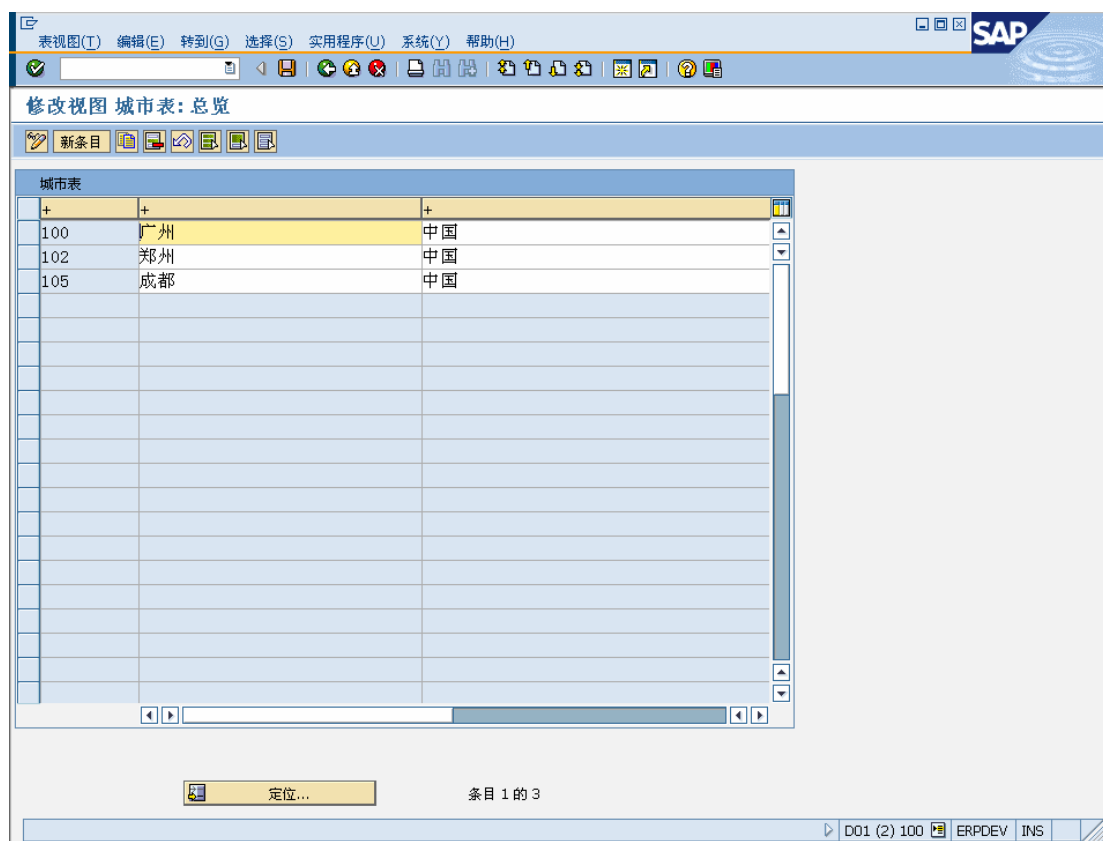 表视图(T) 编辑(E) 转到(G) 选择(S) 实用程序(U) 系统(Y) 帮助(H)
SAP
修改视图 城市表: 总览
新条目
城市表
+ + +
100 广州 中国
102 郑州 中国
105 成都 中国
定位... 条目 1 的 3
D01 (2) 100 ERPDEV INS